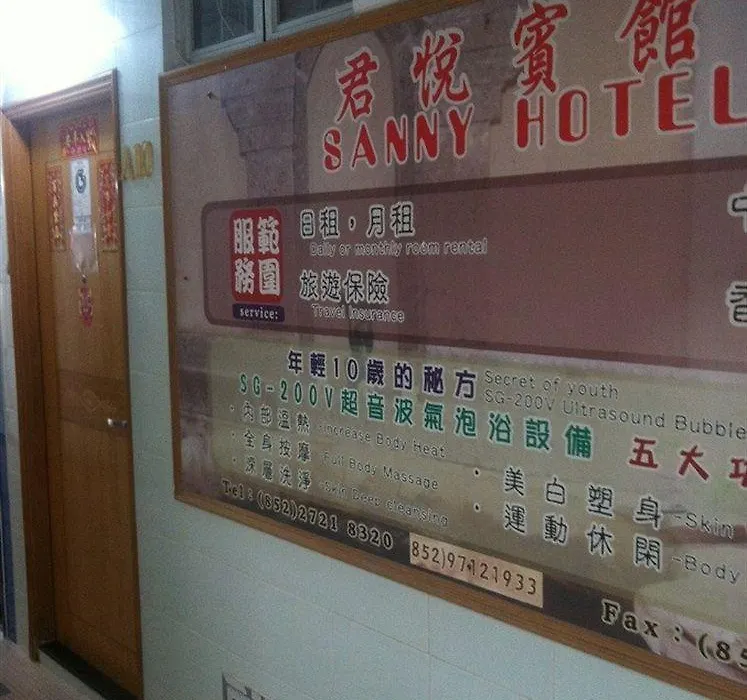 君悅賓館
SANNY HOTEL
A10
服務範圍
service:
日租,月租
Daily or monthly room rental
旅遊保險
Travel Insurance
年輕10歲的秘方 Secret of youth
SG-200V超音波氣泡浴設備 SG-200V Ultrasound Bubble
五大功
·內部溫熱 -Increase Body Heat
·全身按摩 -Full Body Massage
·深層洗淨 -Skin Deep cleansing
·美白塑身 -Skin
·運動休閑 -Body
Tel:(852)2721 8320
852)97121933
Fax:(85